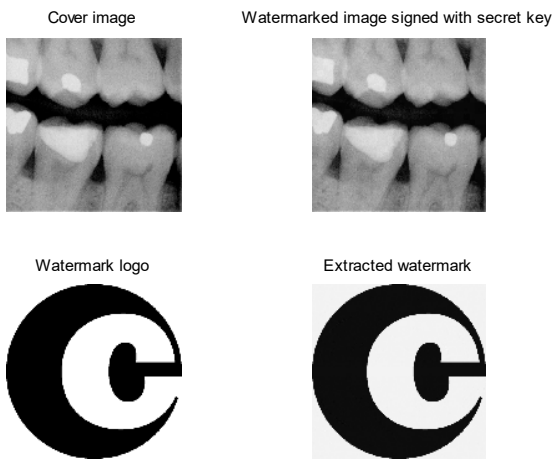 Cover image
Watermarked image signed with secret key
Watermark logo
Extracted watermark